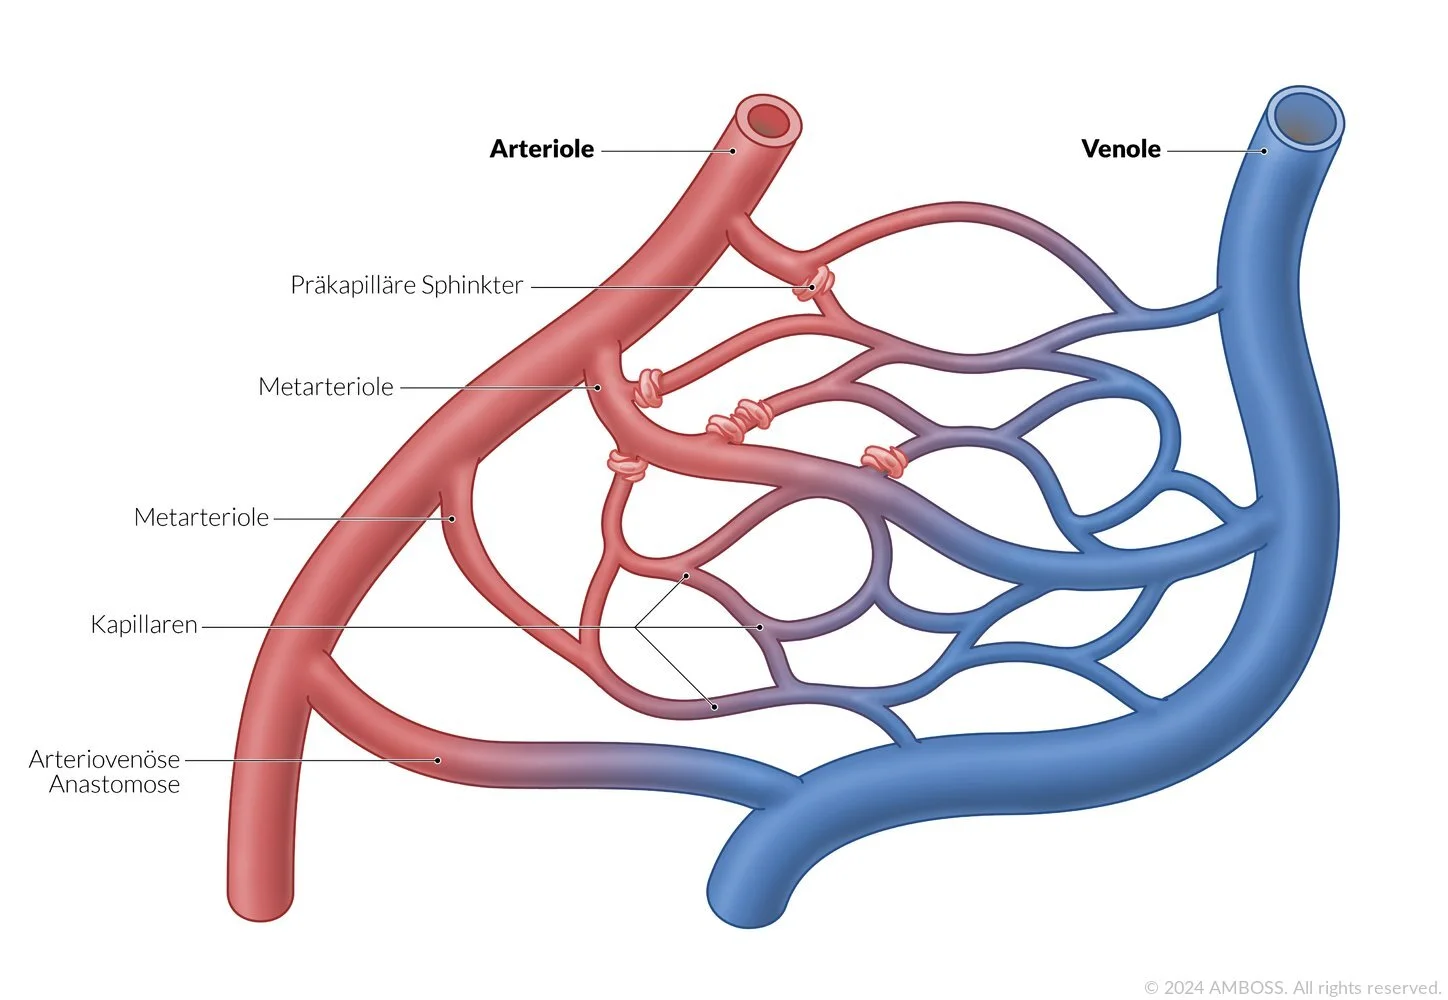 Arteriole
Venole
Präkapilläre Sphinkter
Metarteriole
Metarteriole
Kapillaren
Arteriovenöse
Anastomose
© 2024 AMBOSS. All rights reserved.